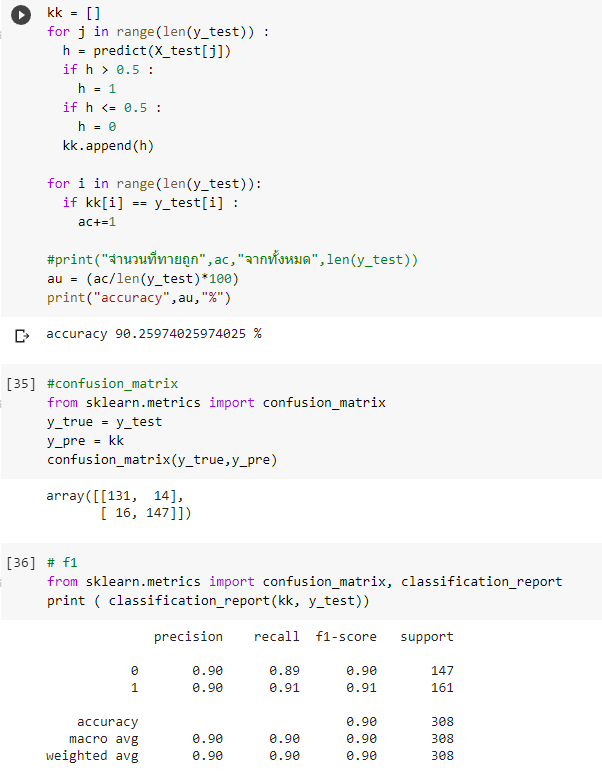 kk = []
for j in range(len(y_test)) :
  h = predict(X_test[j])
  if h > 0.5 :
    h = 1
  if h <= 0.5 :
    h = 0
  kk.append(h)

for i in range(len(y_test)):
  if kk[i] == y_test[i] :
    ac+=1

#print("จำนวนที่ทายถูก",ac,"จากทั้งหมด",len(y_test))
au = (ac/len(y_test)*100)
print("accuracy",au,"%")
accuracy 90.25974025974025 %
[35] #confusion_matrix
from sklearn.metrics import confusion_matrix
y_true = y_test
y_pre = kk
confusion_matrix(y_true,y_pre)
array([[131,  14],
       [ 16, 147]])
[36] # f1
from sklearn.metrics import confusion_matrix, classification_report
print ( classification_report(kk, y_test))
              precision    recall  f1-score   support

           0       0.90      0.89      0.90       147
           1       0.90      0.91      0.91       161

    accuracy                           0.90       308
   macro avg       0.90      0.90      0.90       308
weighted avg       0.90      0.90      0.90       308